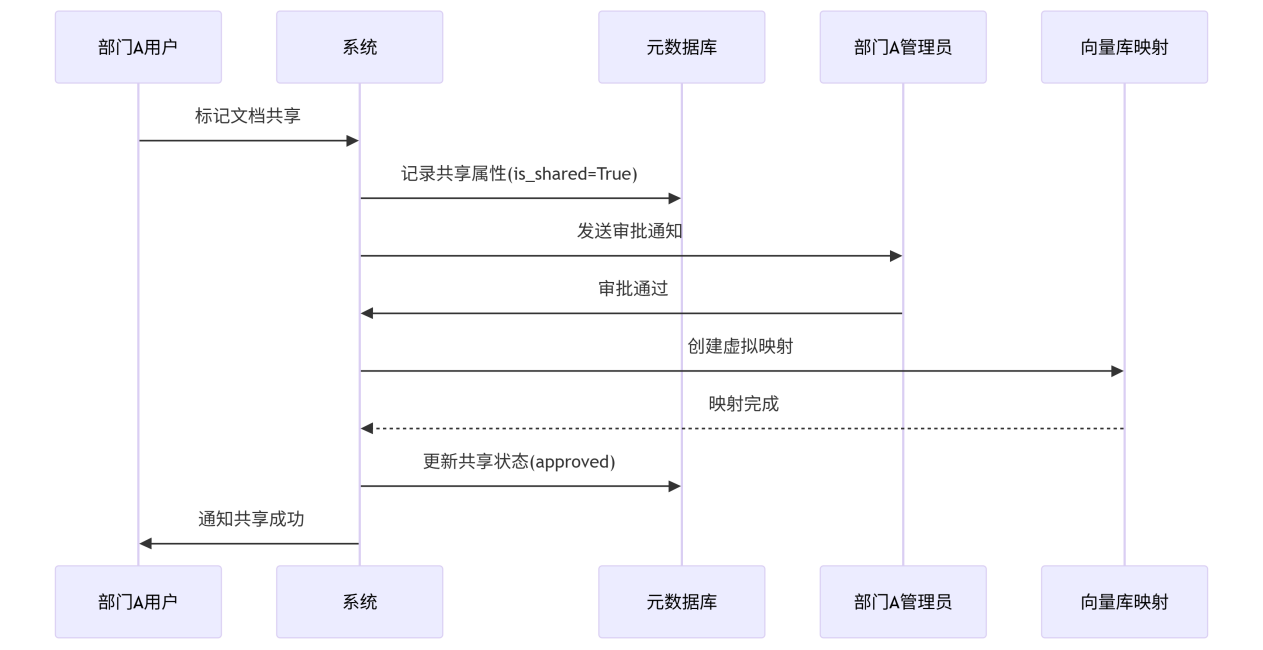 部门A用户
系统
元数据库
部门A管理员
向量库映射
标记文档共享
记录共享属性(is_shared=True)
发送审批通知
审批通过
创建虚拟映射
映射完成
更新共享状态(approved)
通知共享成功
部门A用户
系统
元数据库
部门A管理员
向量库映射